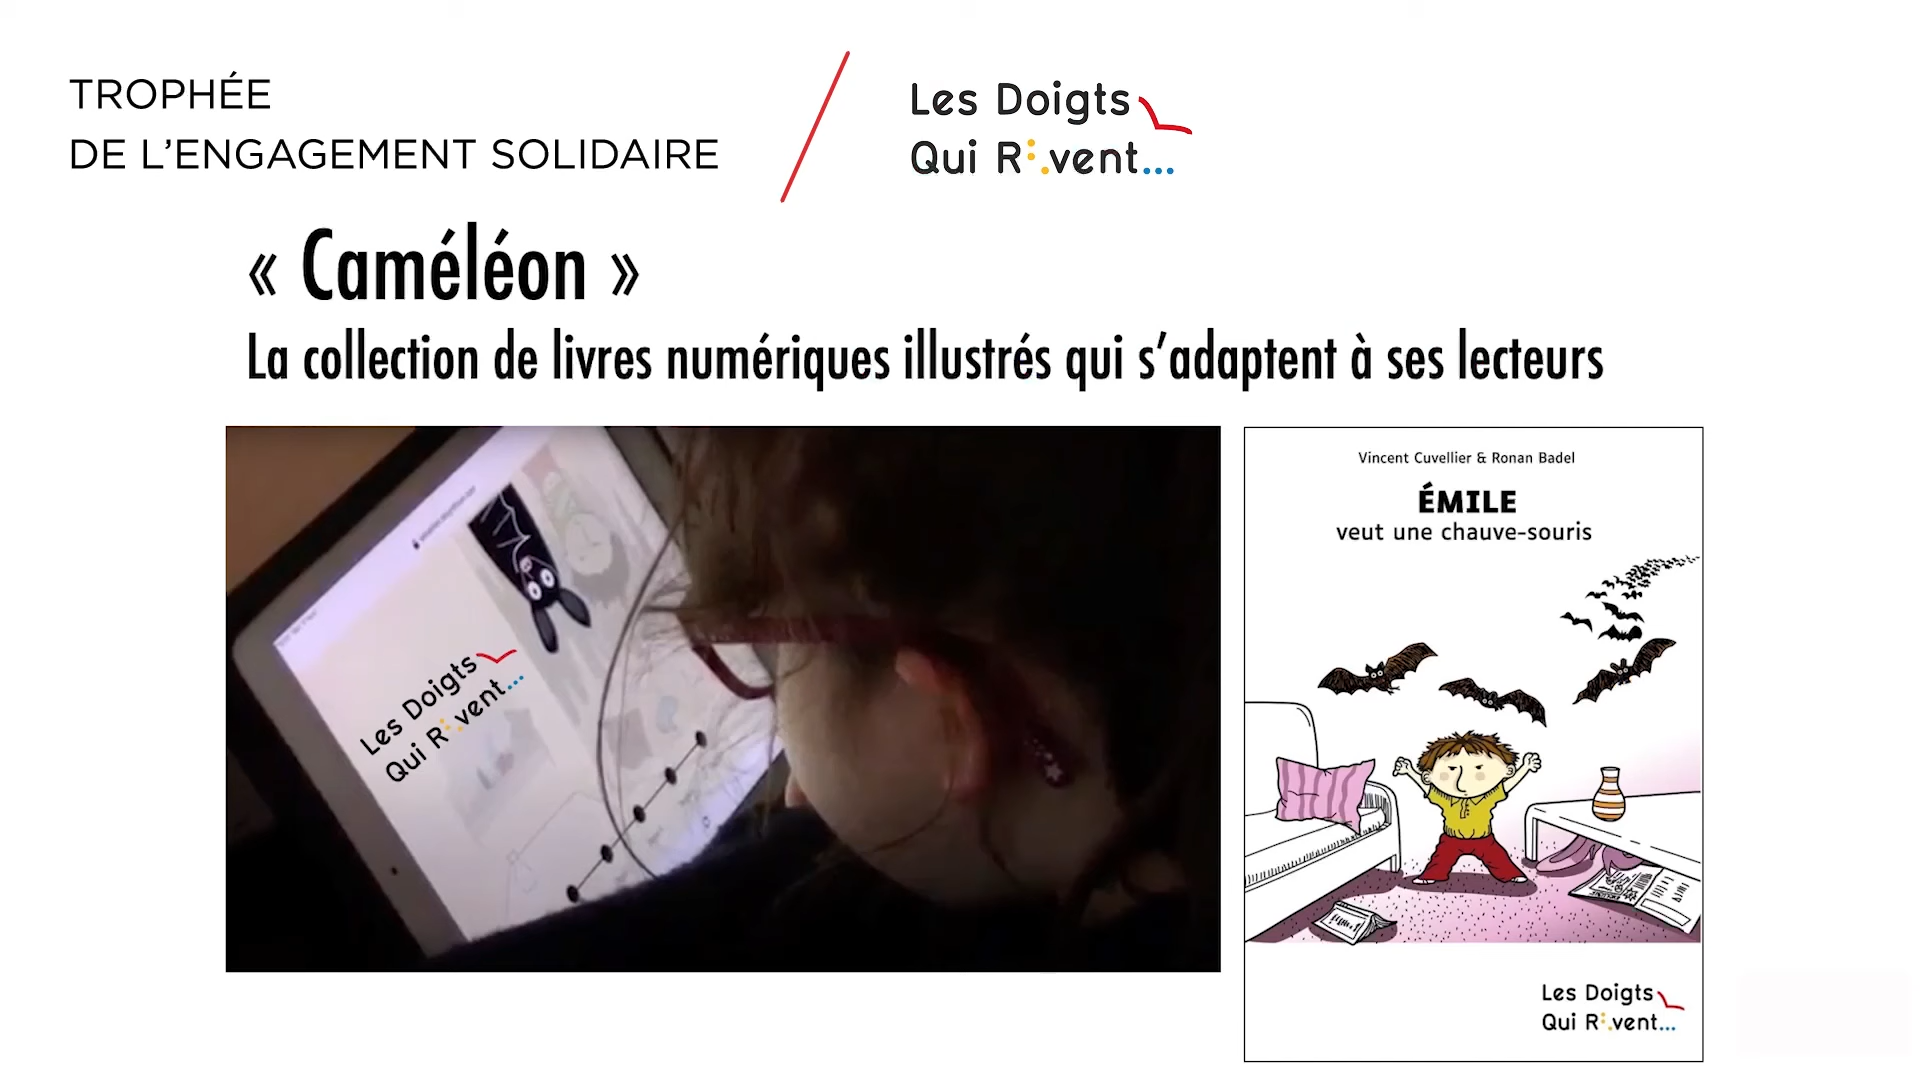 TROPHÉE
DE L'ENGAGEMENT SOLIDAIRE
Les Doigts
Qui R⠣vent...
« Caméléon »
La collection de livres numériques illustrés qui s'adaptent à ses lecteurs
Les Doigts
Qui R⠣vent...
Vincent Cuvellier & Ronan Badel
ÉMILE
veut une chauve-souris
Les Doigts
Qui R⠣vent...